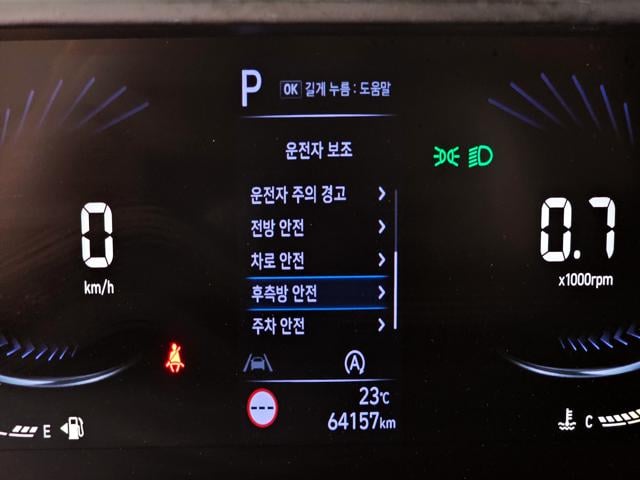 P
OK 길게 누름 : 도움말
운전자 보조
운전자 주의 경고
전방 안전
차로 안전
후측방 안전
주차 안전
0
km/h
0.7
x1000rpm
A
---
23℃
64157km
E
C